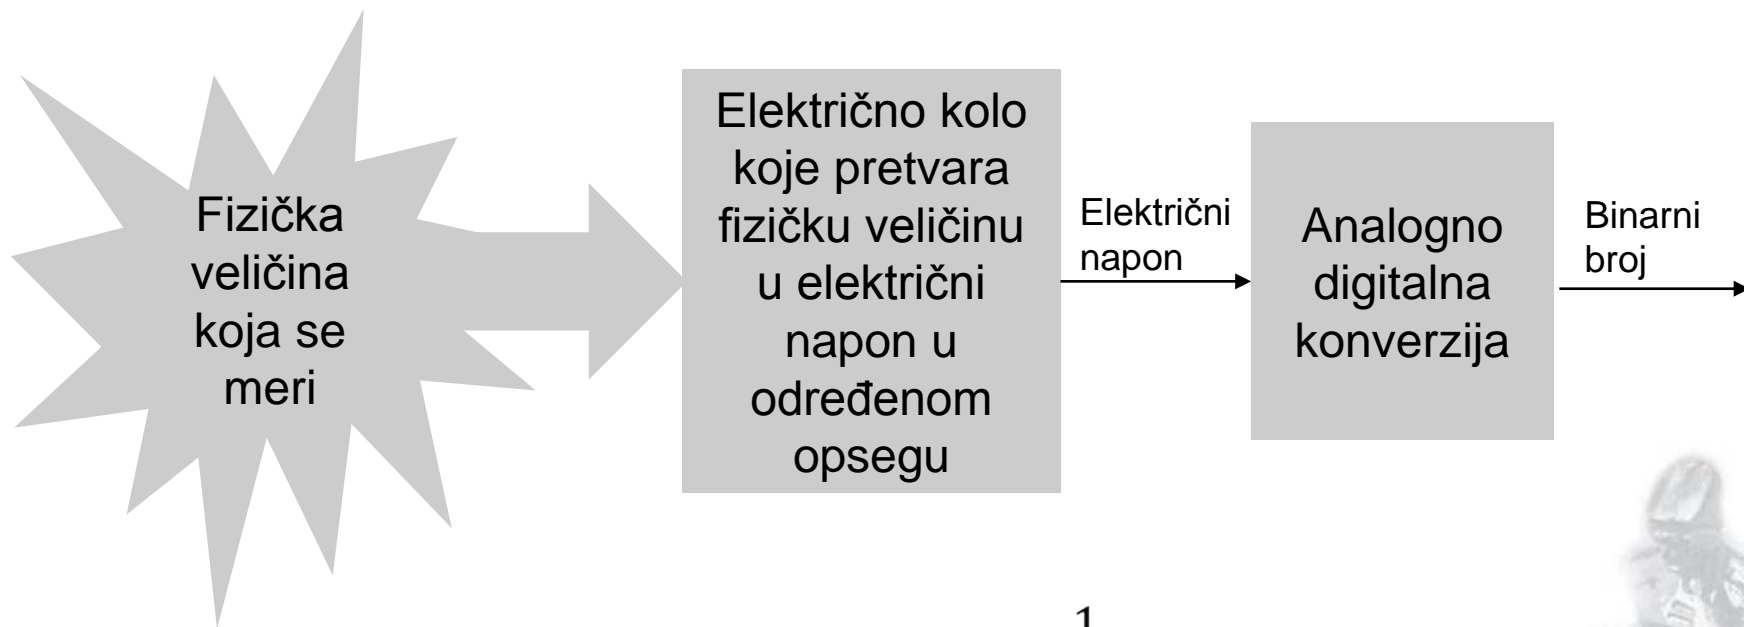 Fizička
veličina
koja se
meri
Električno kolo
koje pretvara
fizičku veličinu
u električni
napon u
određenom
opsegu
Električni
napon
Analogno
digitalna
konverzija
Binarni
broj
1